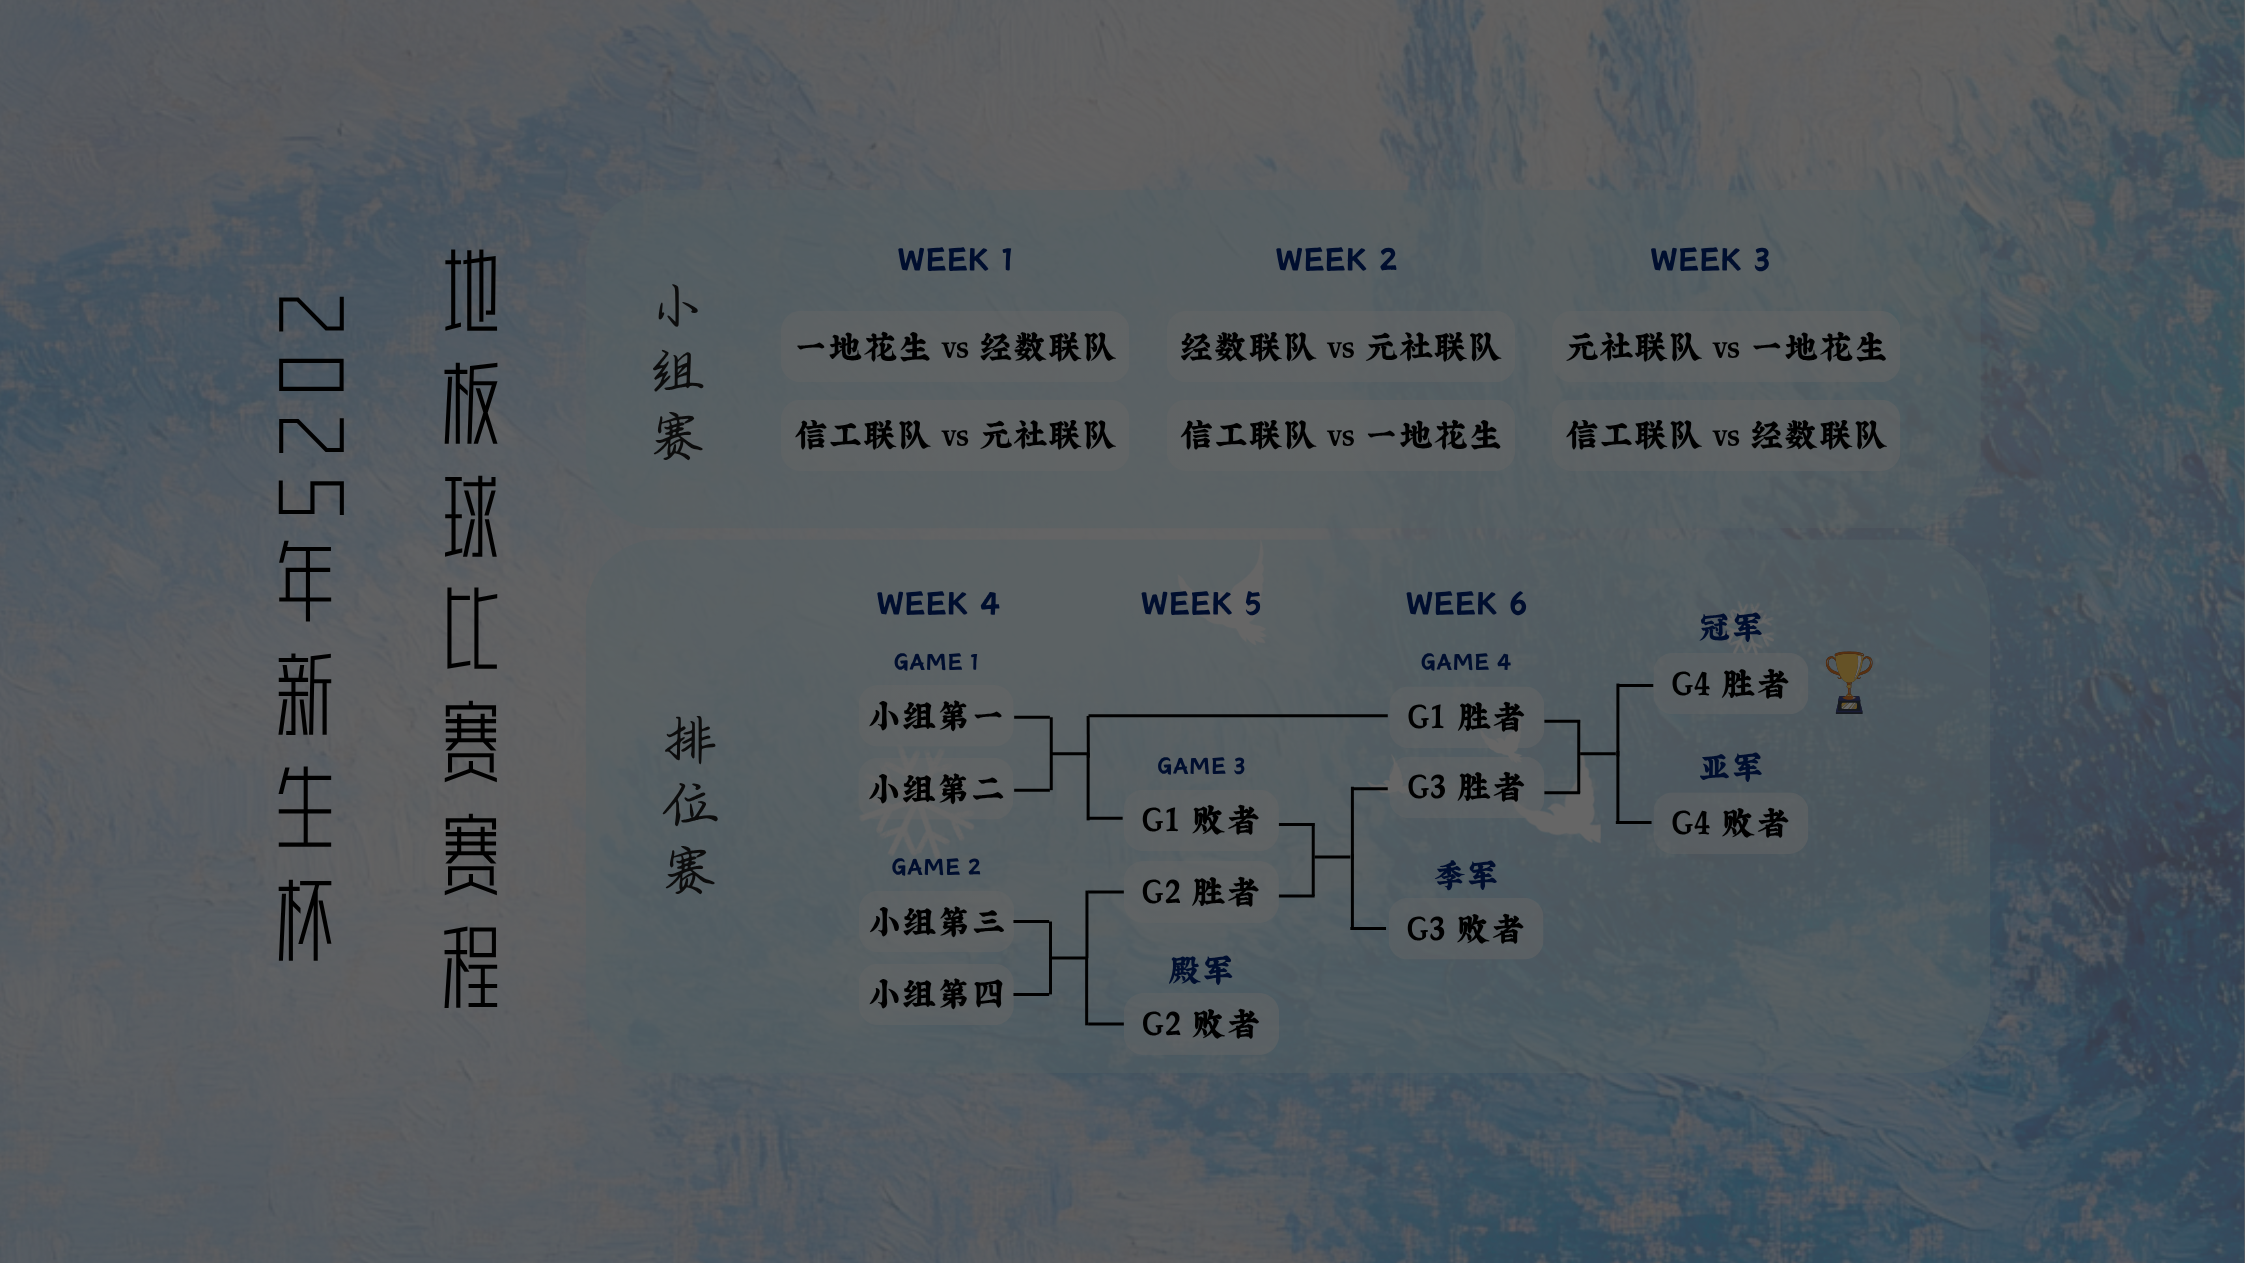 2025年新生杯
地板球比赛赛程
小组赛
WEEK 1
WEEK 2
WEEK 3
一地花生 vs 经数联队
经数联队 vs 元社联队
元社联队 vs 一地花生
信工联队 vs 元社联队
信工联队 vs 一地花生
信工联队 vs 经数联队
排位赛
WEEK 4
WEEK 5
WEEK 6
GAME 1
小组第一
小组第二
GAME 2
小组第三
小组第四
GAME 3
G1 败者
G2 胜者
殿军
G2 败者
GAME 4
G1 胜者
G3 胜者
季军
G3 败者
冠军
G4 胜者
亚军
G4 败者